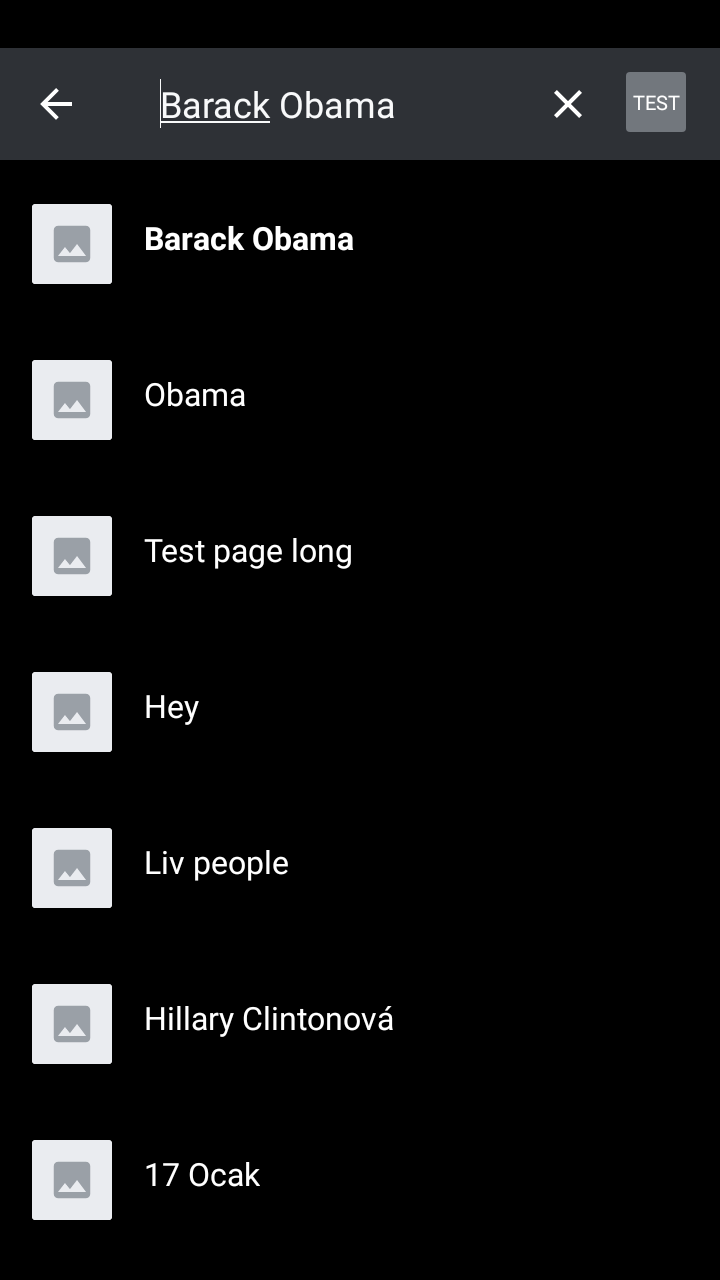 Barack Obama
TEST
Barack Obama
Obama
Test page long
Hey
Liv people
Hillary Clintonová
17 Ocak